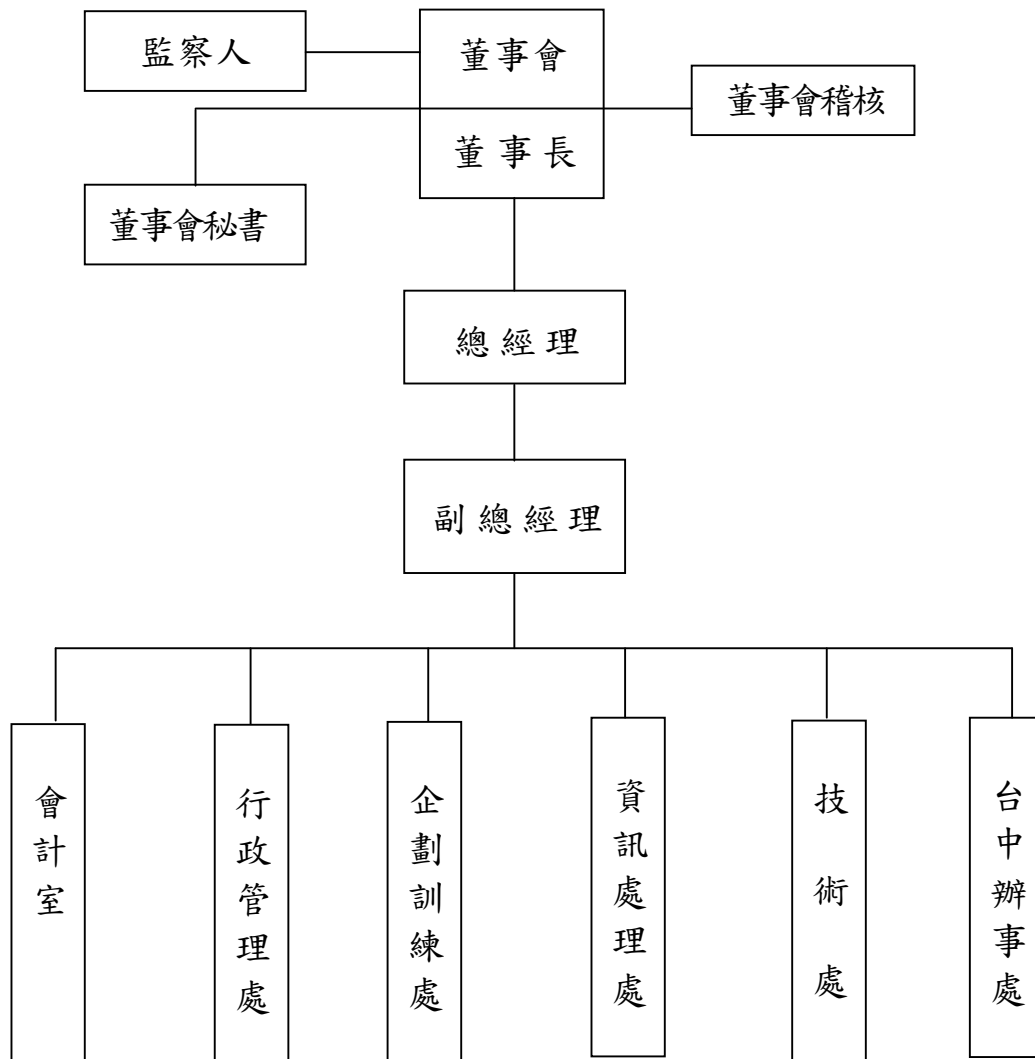 監察人
董事會
董事會稽核
董事長
董事會秘書
總經理
副總經理
會計室
行政管理處
企劃訓練處
資訊處理處
技術處
台中辦事處